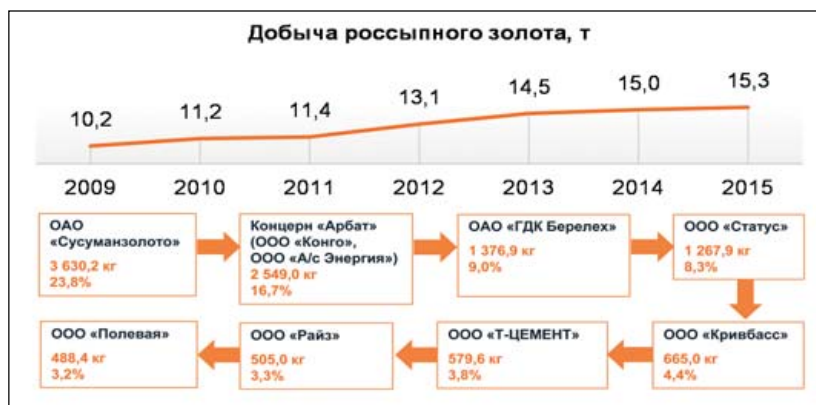 Добыча россыпного золота, т
10,2 11,2 11,4 13,1 14,5 15,0 15,3
2009 2010 2011 2012 2013 2014 2015
ОАО
«Сусуманзолото»
3 630,2 кг
23,8%
Концерн «Арбат»
(ООО «Конго»,
ООО «А/с Энергия»)
2 549,0 кг
16,7%
ОАО «ГДК Берелех»
1 376,9 кг
9,0%
ООО «Статус»
1 267,9 кг
8,3%
ООО «Кривбасс»
665,0 кг
4,4%
ООО «Т-ЦЕМЕНТ»
579,6 кг
3,8%
ООО «Райз»
505,0 кг
3,3%
ООО «Полевая»
488,4 кг
3,2%